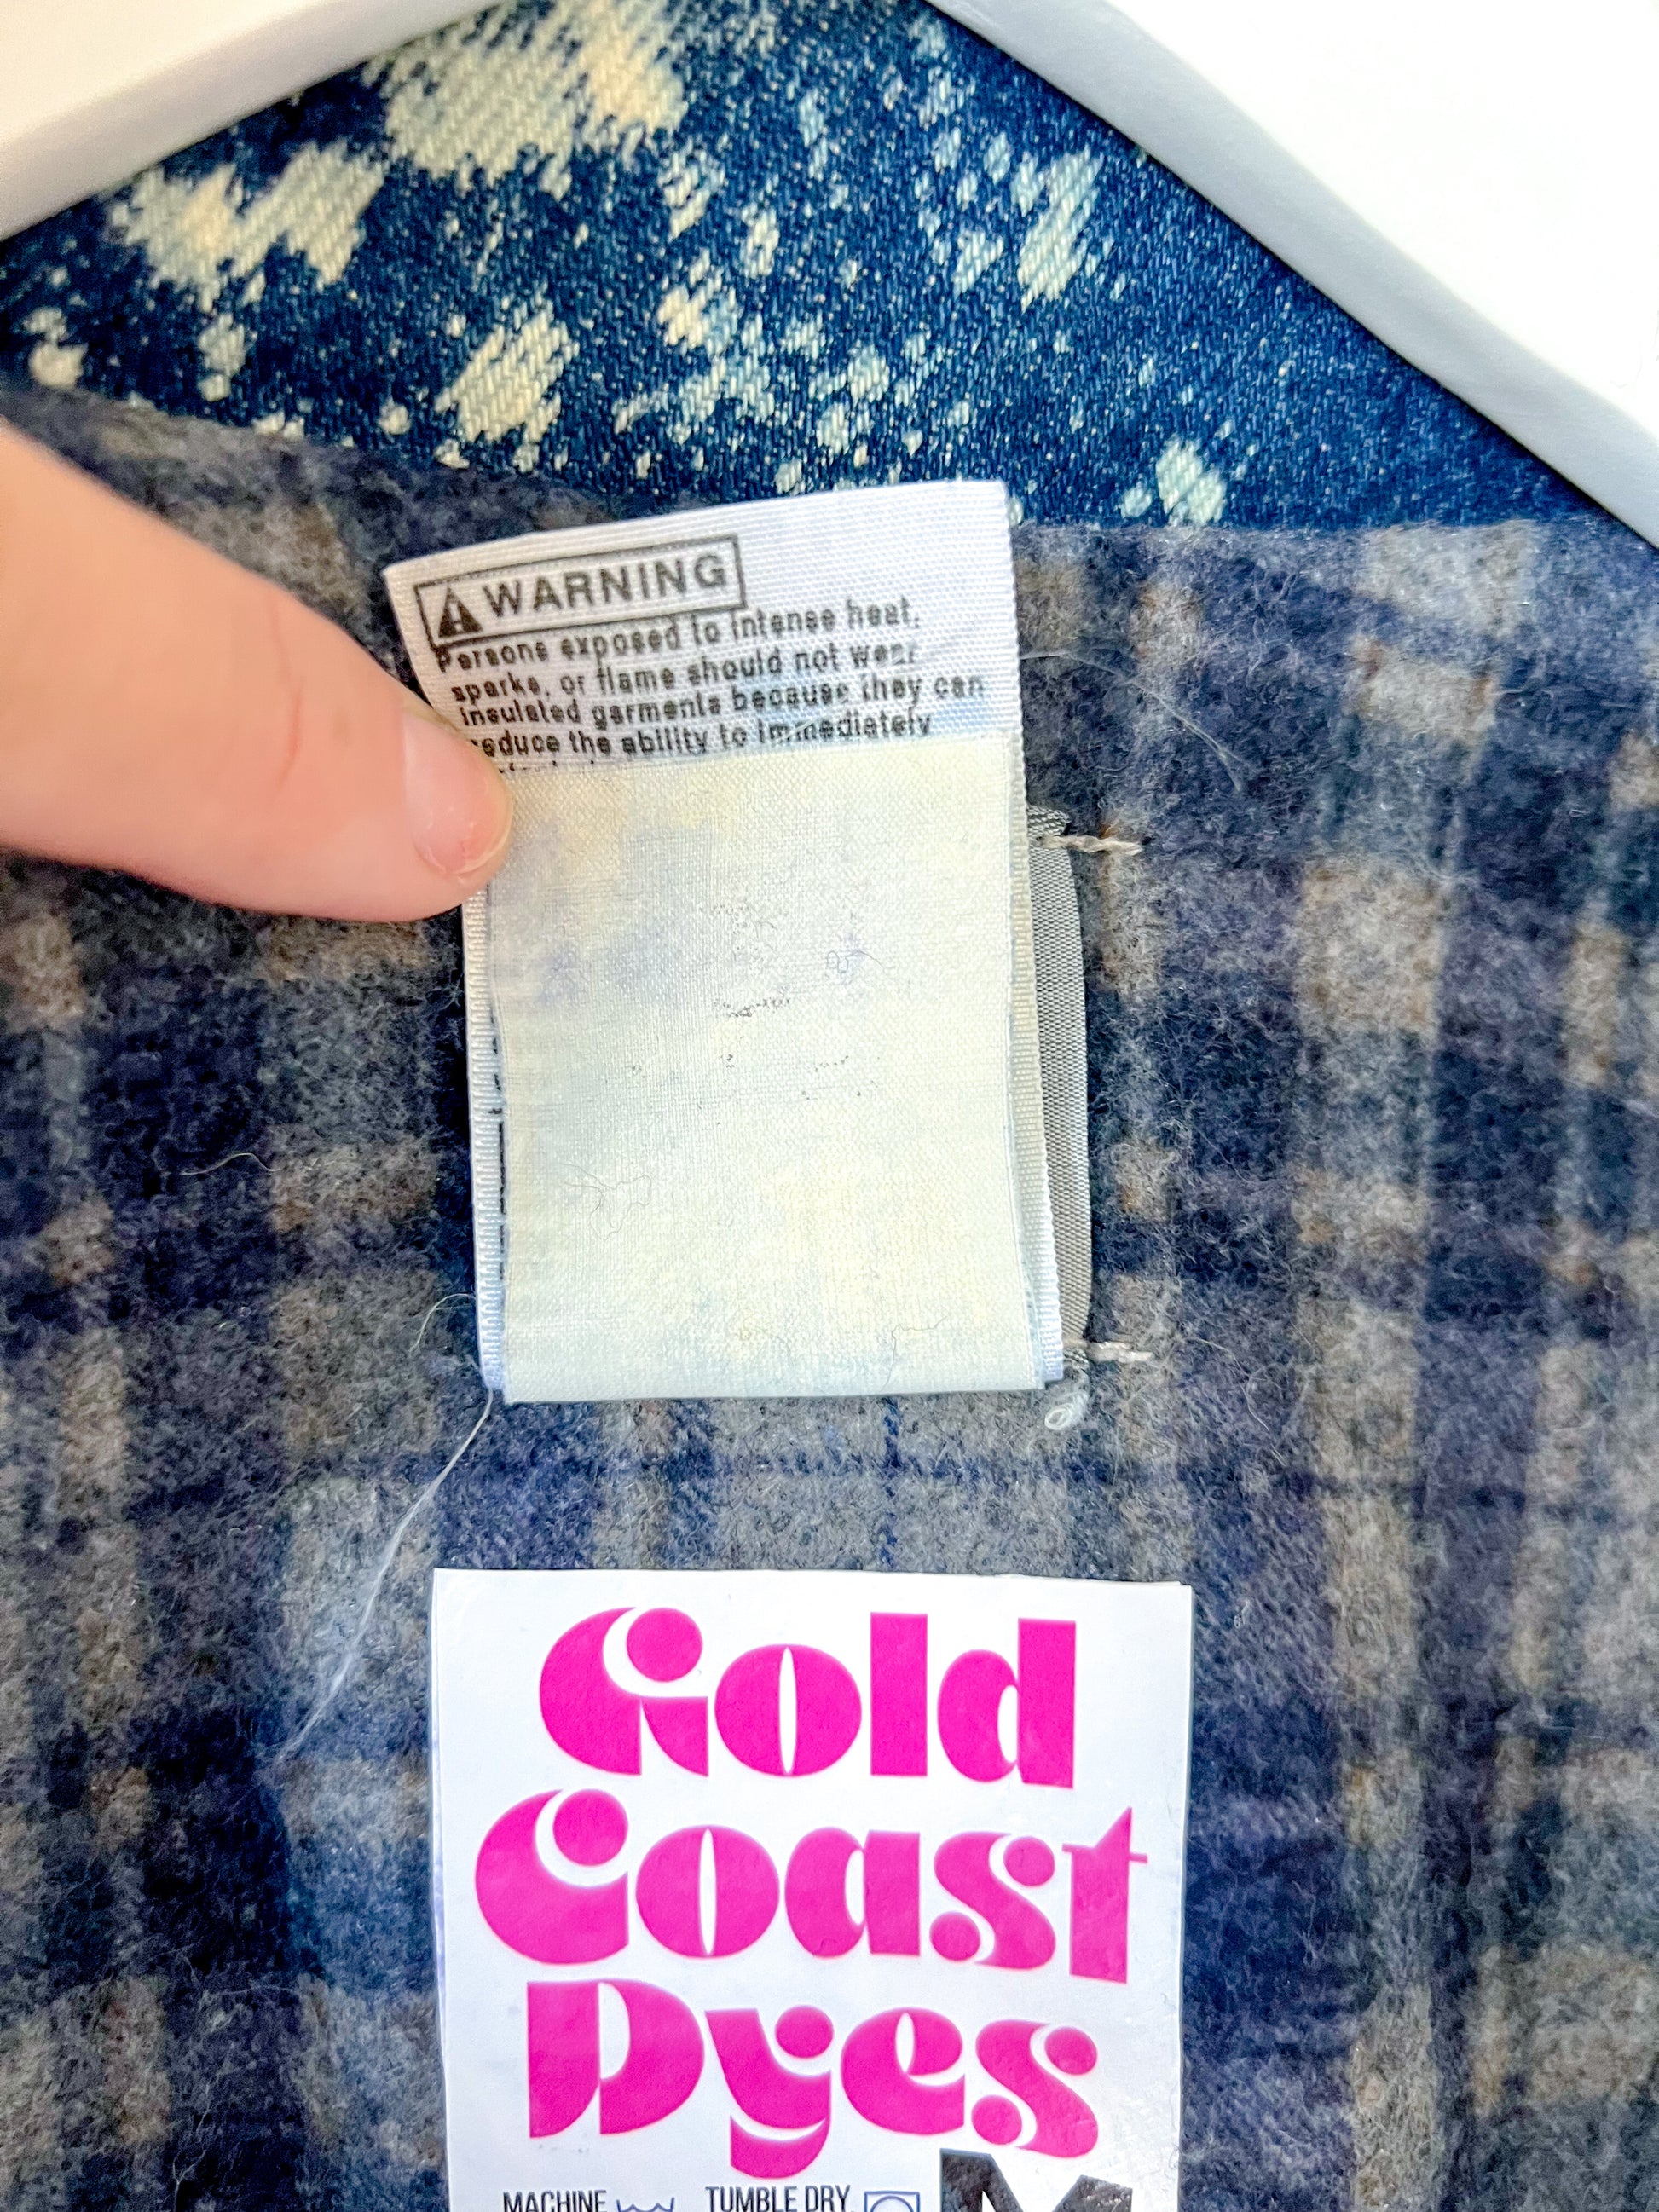 WARNING
Persons exposed to intense heat,
sparks, or flame should not wear
insulated garments because they can
reduce the ability to immediately
Gold
Coast
Dyes
MACHINE TUMBLE DRY
M